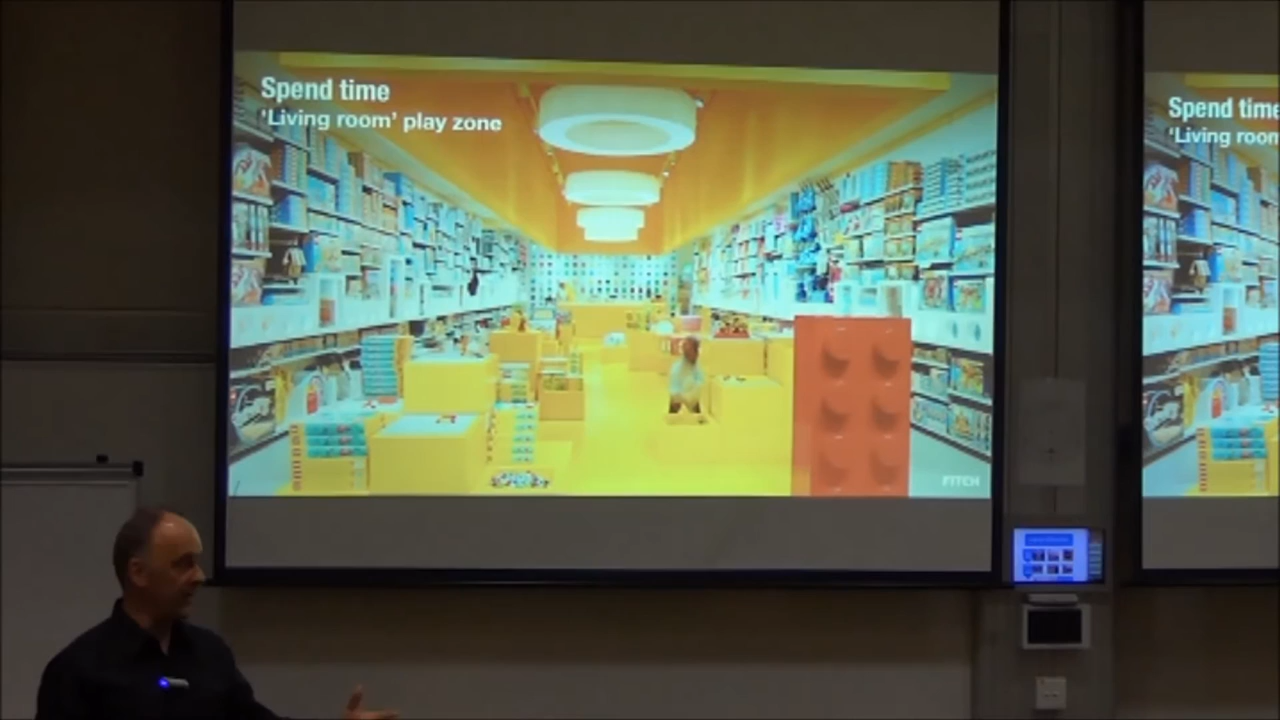 Spend time
'Living room' play zone
FITCH
Spend time
'Living room